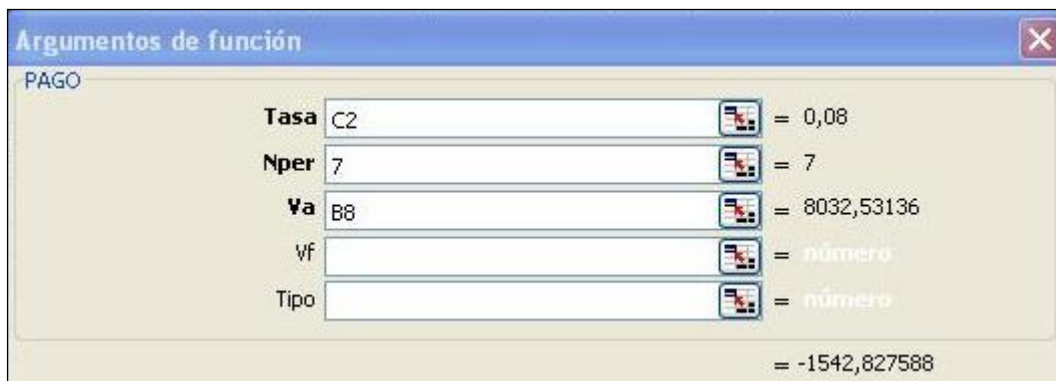 Argumentos de función
PAGO
Tasa C2 = 0,08
Nper 7 = 7
Va B8 = 8032,53136
Vf = número
Tipo = número
= -1542,827588